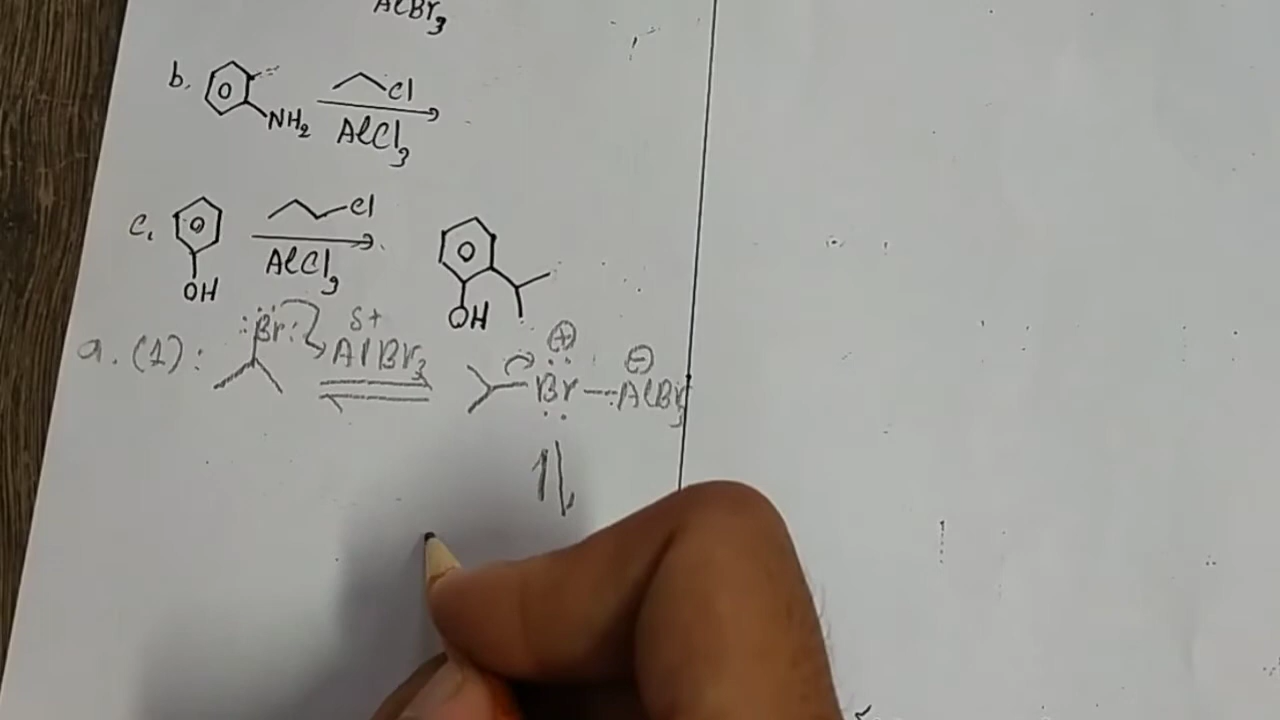 AlBr3
b. NH2 Cl AlCl3
c. OH Cl AlCl3 OH
a. (1): :Br: δ+ AlBr3 Br ⊕ AlBr3 ⊖